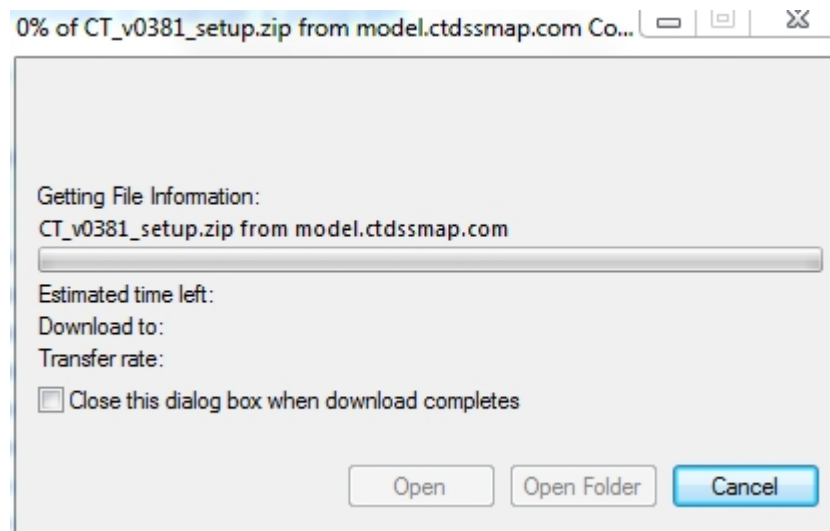 0% of CT_v0381_setup.zip from model.ctdssmap.com Co...
Getting File Information:
CT_v0381_setup.zip from model.ctdssmap.com
Estimated time left:
Download to:
Transfer rate:
Close this dialog box when download completes
Open Open Folder Cancel